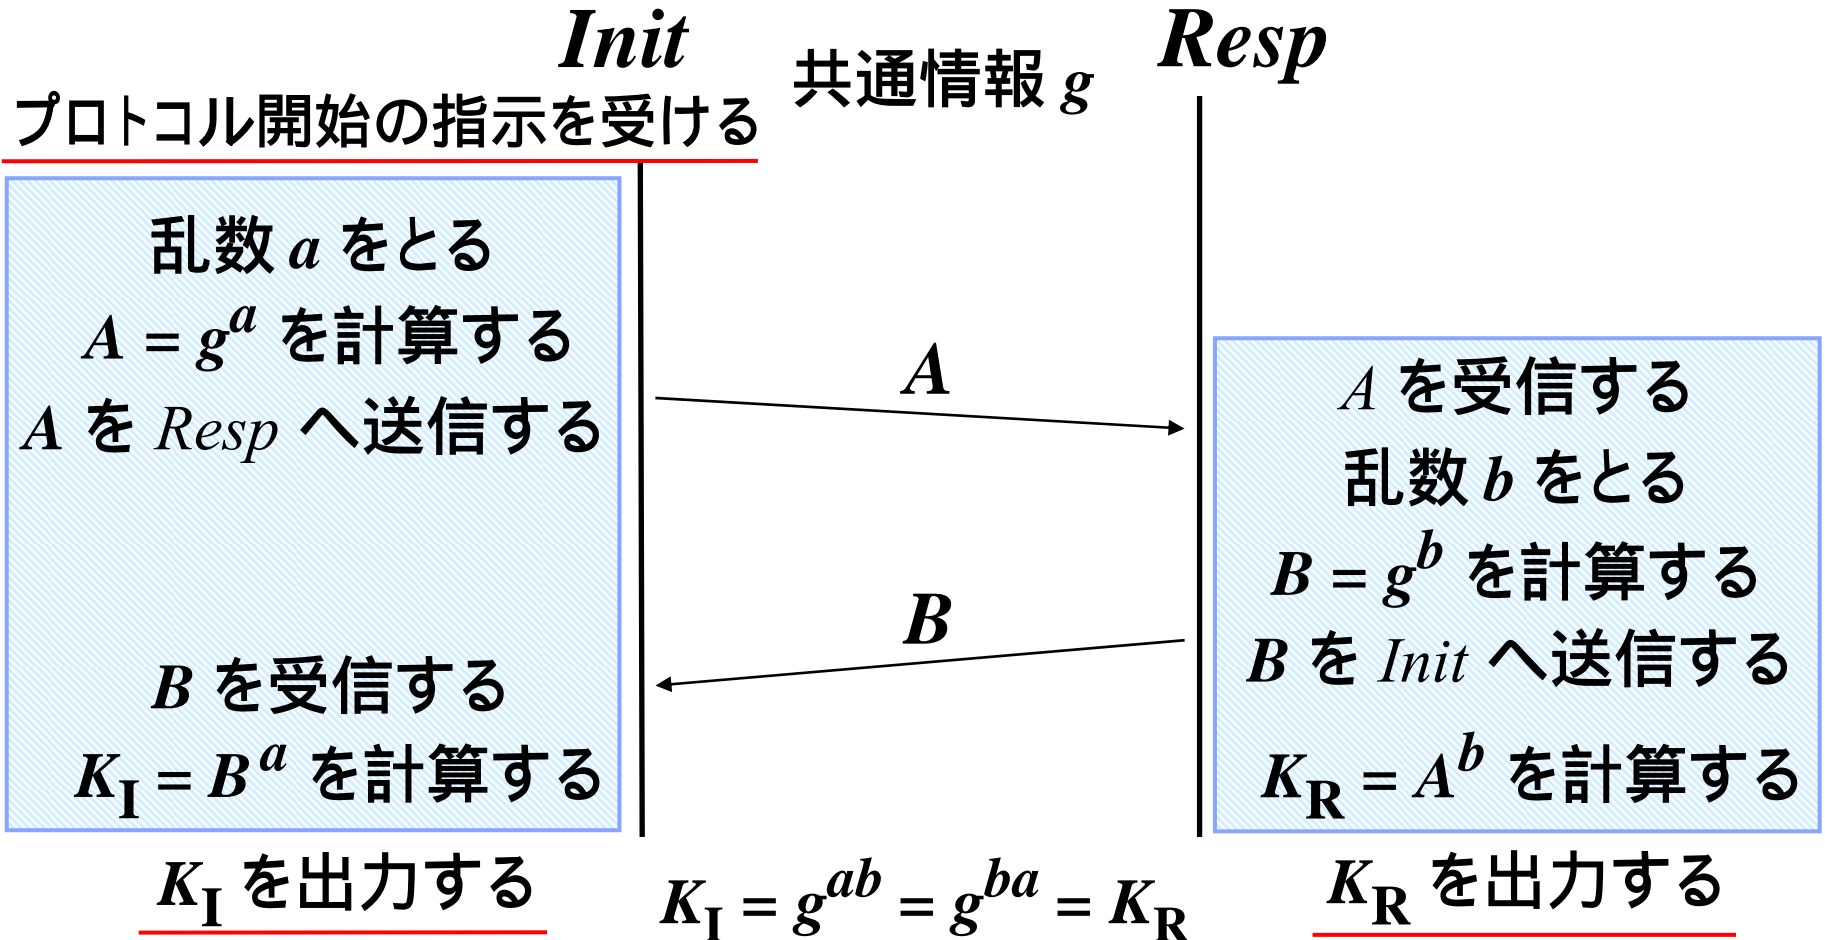 Init
Resp
共通情報 g
プロトコル開始の指示を受ける
乱数 a をとる
A = g^a を計算する
A を Resp へ送信する
A
A を受信する
乱数 b をとる
B = g^b を計算する
B を Init へ送信する
B
B を受信する
K_I = B^a を計算する
K_R = A^b を計算する
K_I を出力する
K_I = g^ab = g^ba = K_R
K_R を出力する